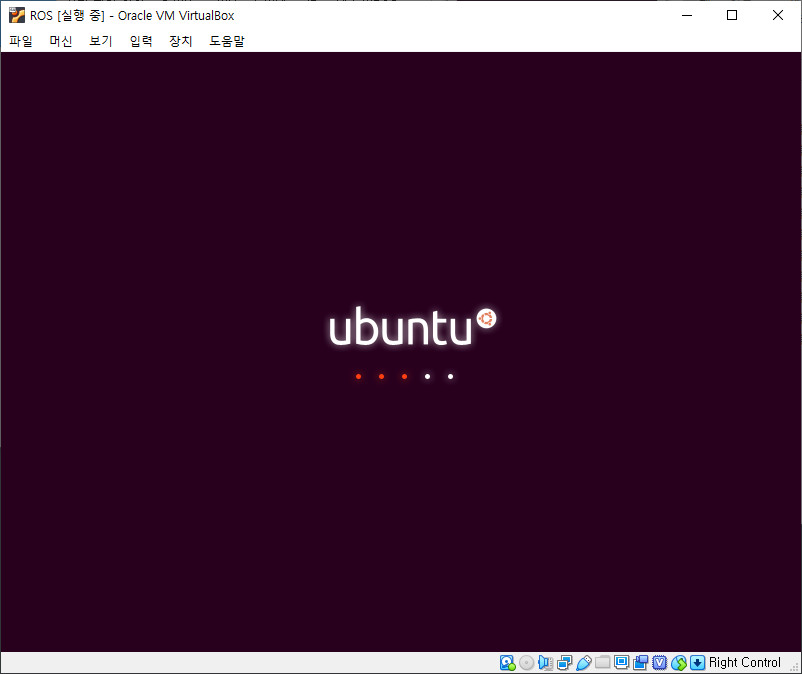 ROS [실행 중] - Oracle VM VirtualBox
파일 머신 보기 입력 장치 도움말
ubuntu
Right Control